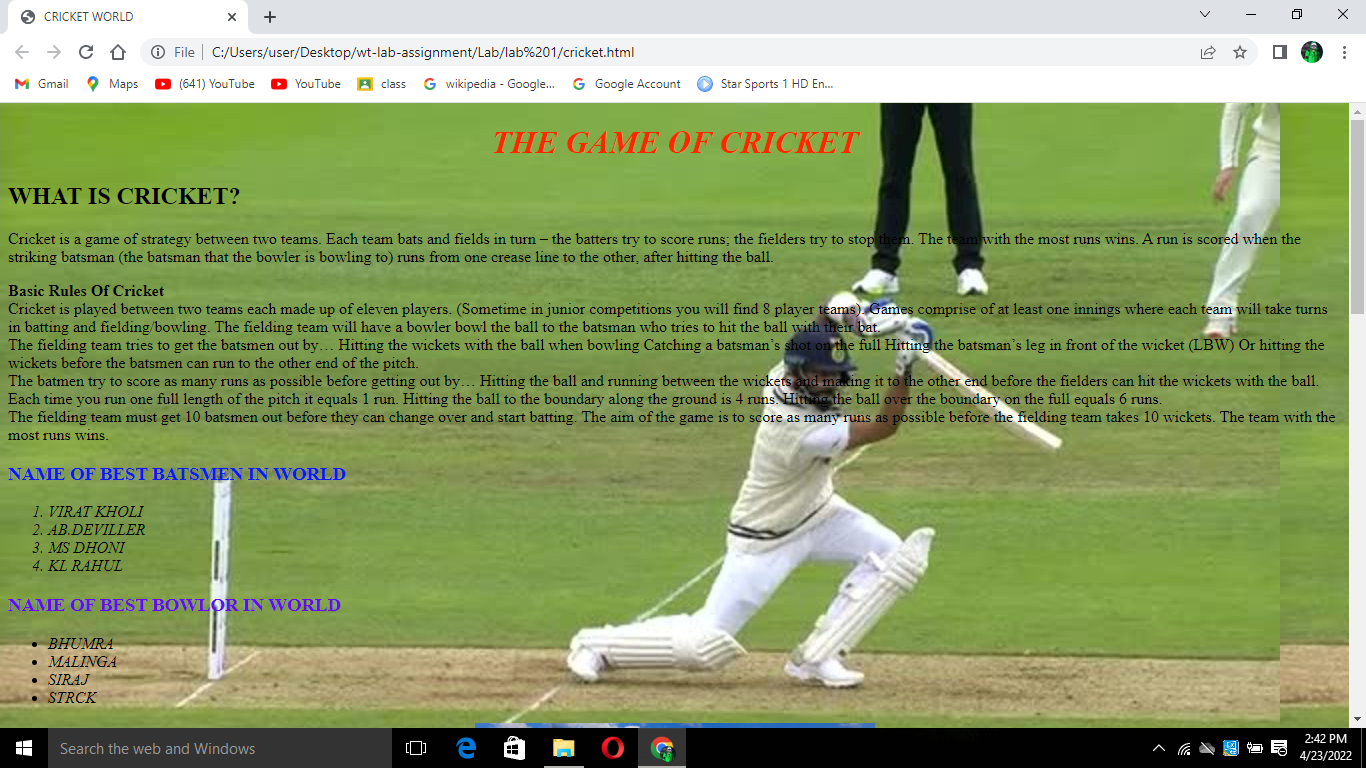 CRICKET WORLD
File
C:/Users/user/Desktop/wt-lab-assignment/Lab/lab%201/cricket.html
Gmail
Maps
(641) YouTube
YouTube
class
wikipedia - Google...
Google Account
Star Sports 1 HD En...
THE GAME OF CRICKET
WHAT IS CRICKET?
Cricket is a game of strategy between two teams. Each team bats and fields in turn – the batters try to score runs; the fielders try to stop them. The team with the most runs wins. A run is scored when the
striking batsman (the batsman that the bowler is bowling to) runs from one crease line to the other, after hitting the ball.
Basic Rules Of Cricket
Cricket is played between two teams each made up of eleven players. (Sometime in junior competitions you will find 8 player teams). Games comprise of at least one innings where each team will take turns
in batting and fielding/bowling. The fielding team will have a bowler bowl the ball to the batsman who tries to hit the ball with their bat.
The fielding team tries to get the batsmen out by… Hitting the wickets with the ball when bowling Catching a batsman’s shot on the full Hitting the batsman’s leg in front of the wicket (LBW) Or hitting the
wickets before the batsmen can run to the other end of the pitch.
The batmen try to score as many runs as possible before getting out by… Hitting the ball and running between the wickets and making it to the other end before the fielders can hit the wickets with the ball.
Each time you run one full length of the pitch it equals 1 run. Hitting the ball to the boundary along the ground is 4 runs. Hitting the ball over the boundary on the full equals 6 runs.
The fielding team must get 10 batsmen out before they can change over and start batting. The aim of the game is to score as many runs as possible before the fielding team takes 10 wickets. The team with the
most runs wins.
NAME OF BEST BATSMEN IN WORLD
1. VIRAT KHOLI
2. AB.DEVILLER
3. MS DHONI
4. KL RAHUL
NAME OF BEST BOWLOR IN WORLD
• BHUMRA
• MALINGA
• SIRAJ
• STRCK
Search the web and Windows
2:42 PM
4/23/2022